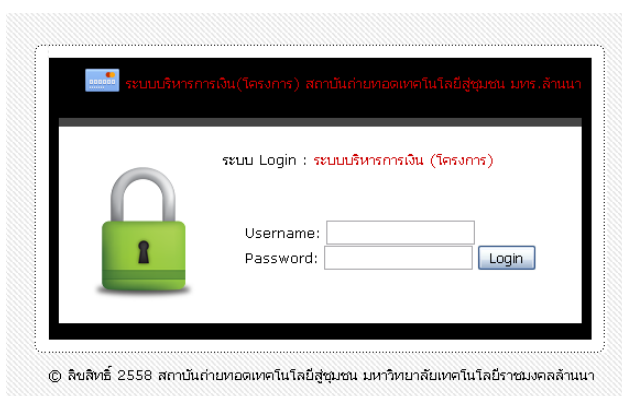 ระบบบริหารการเงิน(โครงการ) สถาบันถ่ายทอดเทคโนโลยีสู่ชุมชน มทร.ล้านนา
ระบบ Login : ระบบบริหารการเงิน (โครงการ)
Username:
Password: Login
© ลิขสิทธิ์ 2558 สถาบันถ่ายทอดเทคโนโลยีสู่ชุมชน มหาวิทยาลัยเทคโนโลยีราชมงคลล้านนา